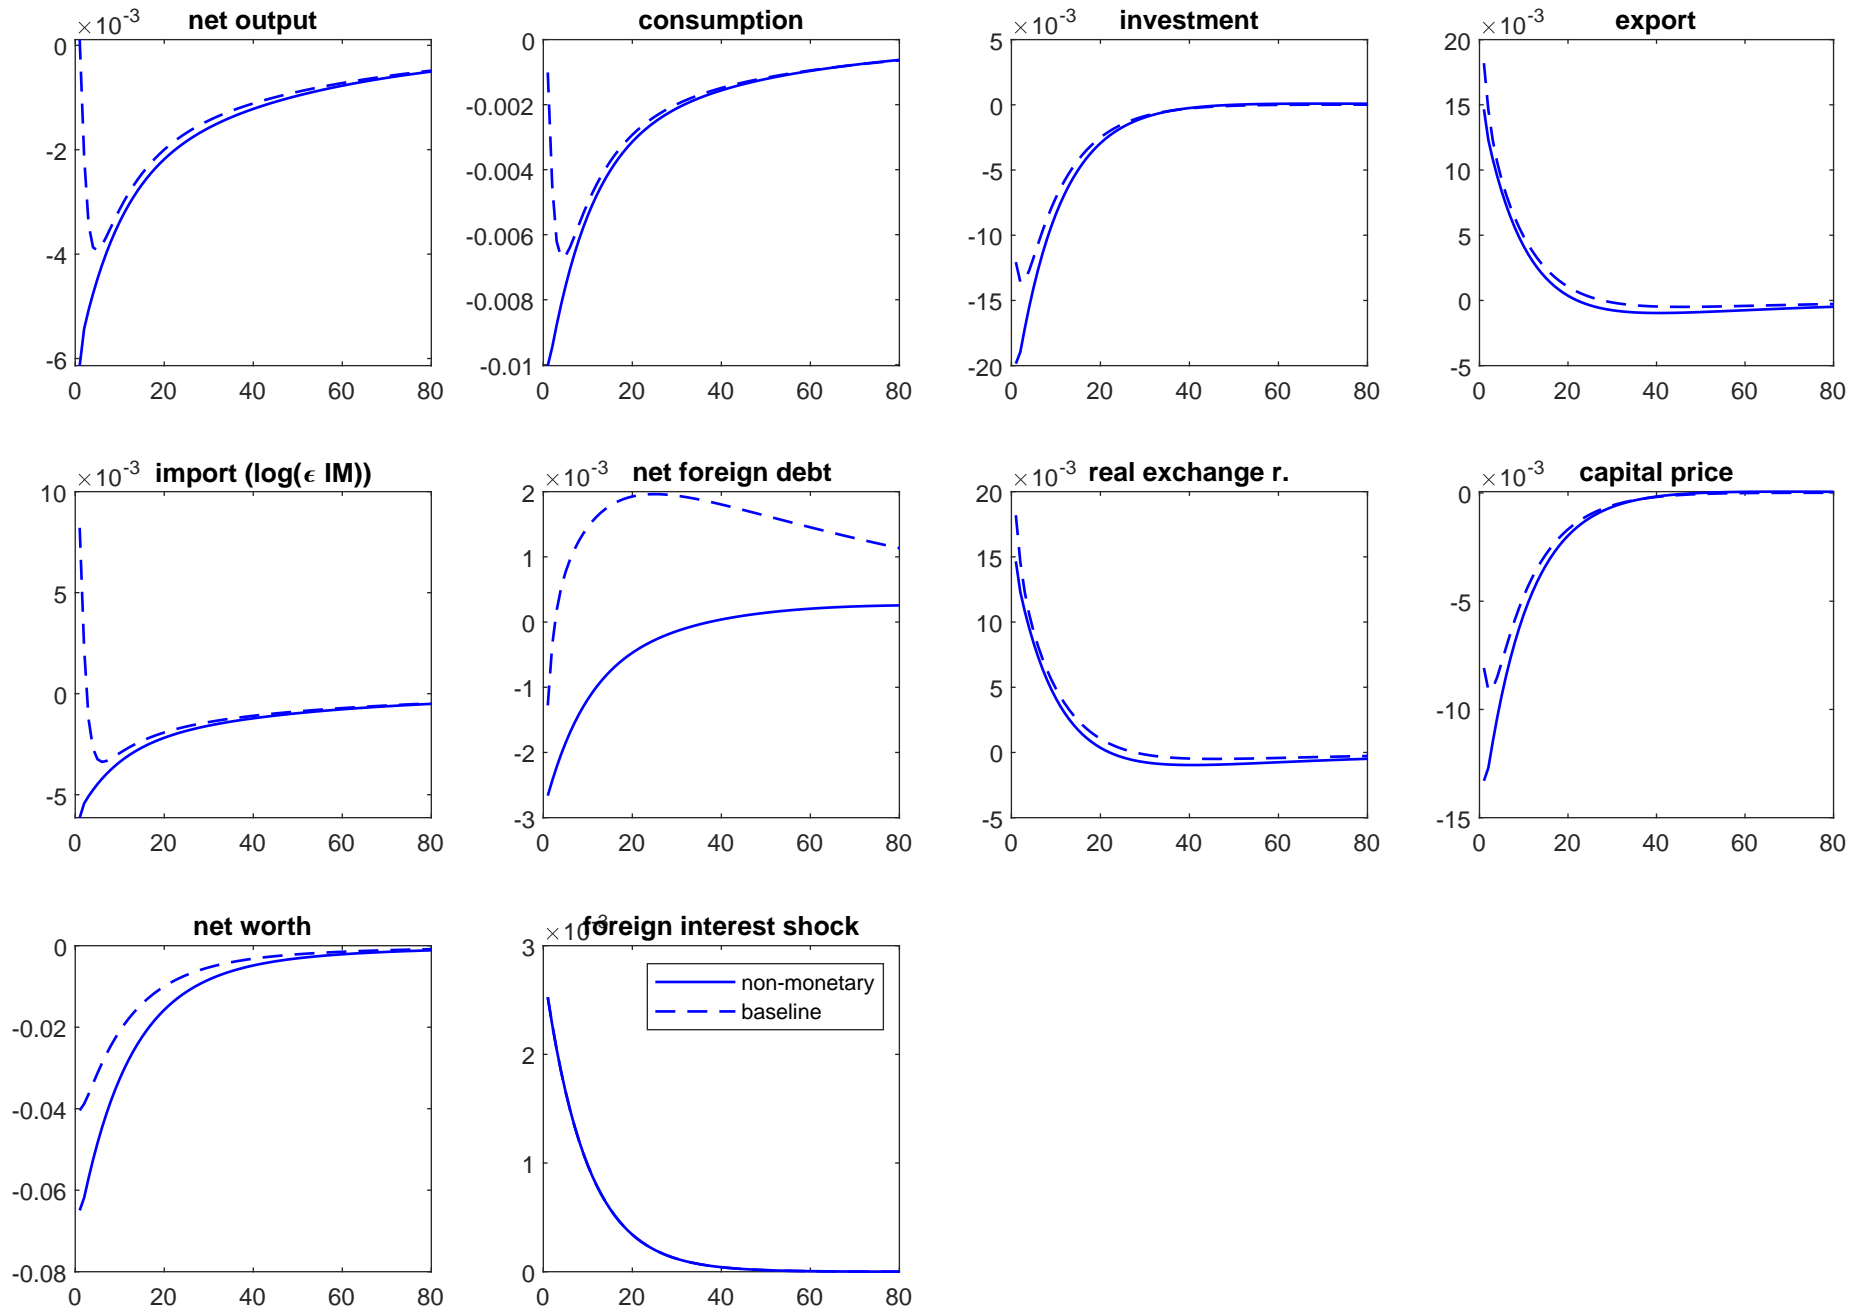 ×10-3 net output
0
-2
-4
-6
0 20 40 60 80
consumption
0
-0.002
-0.004
-0.006
-0.008
-0.01
0 20 40 60 80
×10-3 investment
5
0
-5
-10
-15
-20
0 20 40 60 80
×10-3 export
20
15
10
5
0
-5
0 20 40 60 80
×10-3 import (log(ϵ IM))
10
5
0
-5
0 20 40 60 80
×10-3 net foreign debt
2
1
0
-1
-2
-3
0 20 40 60 80
×10-3 real exchange r.
20
15
10
5
0
-5
0 20 40 60 80
×10-3 capital price
0
-5
-10
-15
0 20 40 60 80
net worth
0
-0.02
-0.04
-0.06
-0.08
0 20 40 60 80
×10-3 foreign interest shock
3
2
1
0
non-monetary
baseline
0 20 40 60 80